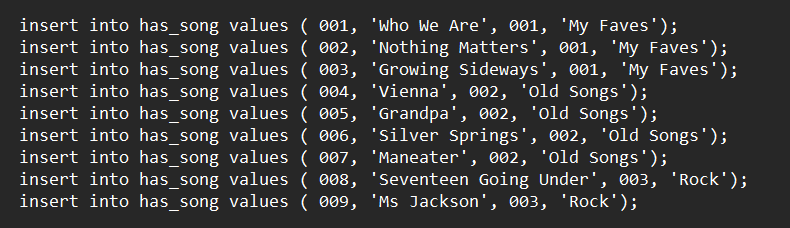 insert into has_song values ( 001, 'Who We Are', 001, 'My Faves');
insert into has_song values ( 002, 'Nothing Matters', 001, 'My Faves');
insert into has_song values ( 003, 'Growing Sideways', 001, 'My Faves');
insert into has_song values ( 004, 'Vienna', 002, 'Old Songs');
insert into has_song values ( 005, 'Grandpa', 002, 'Old Songs');
insert into has_song values ( 006, 'Silver Springs', 002, 'Old Songs');
insert into has_song values ( 007, 'Maneater', 002, 'Old Songs');
insert into has_song values ( 008, 'Seventeen Going Under', 003, 'Rock');
insert into has_song values ( 009, 'Ms Jackson', 003, 'Rock');